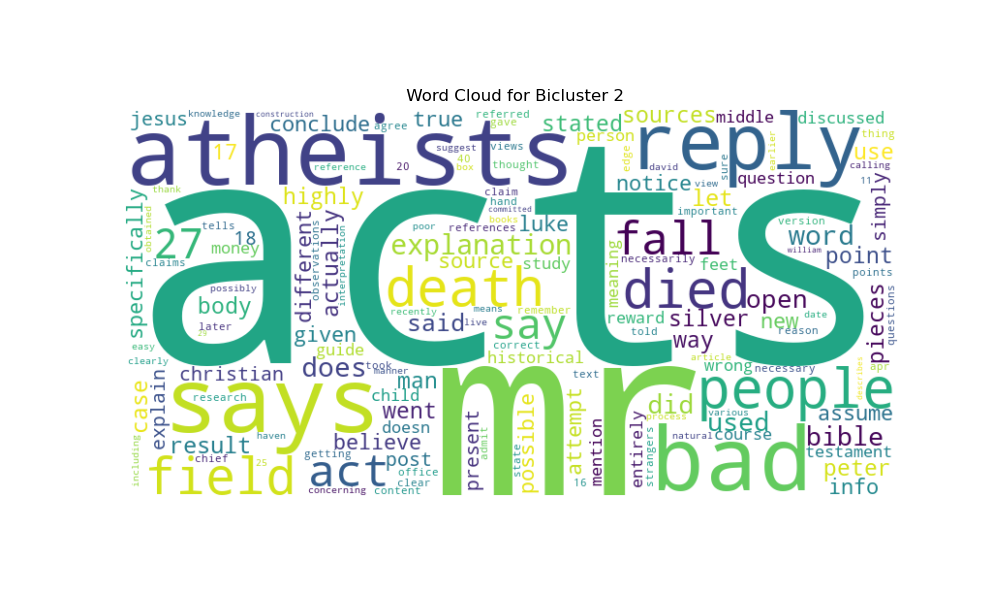 Word Cloud for Bicluster 2
jesus
knowledge
construction
referred
gave
stated
sources
middle
discussed
conclude
agree
true
person
thing
atheists
reply
17
20
suggest
40
box
views
thought
reference
edge
david
sure
earlier
use
calling
11
thank
highly
claim
hand
committed
books
notice
view
question
let
important
simply
acts
specifically
obtained
tells
27
18
money
claims
possibly
body
later
29
different
observations
actually
interpretation
poor
references
luke
explanation
source
study
death
recently
means
remember
said
live
say
correct
historical
fall
necessarily
feet
meaning
died
reward
told
silver
way
open
new
version
william
word
point
points
date
reason
pieces
questions
easy
clearly
given
guide
does
took
manner
christian
research
says
case
explain
including
result
haven
chief
25
field
man
child
went
doesn
believe
getting
act
post
office
clear
concerning
content
mr
present
admit
state
possible
text
attempt
16
mention
process
did
entirely
strangers
article
wrong
necessary
describes
apr
people
various
used
natural
course
assume
bad
bible
testament
peter
info